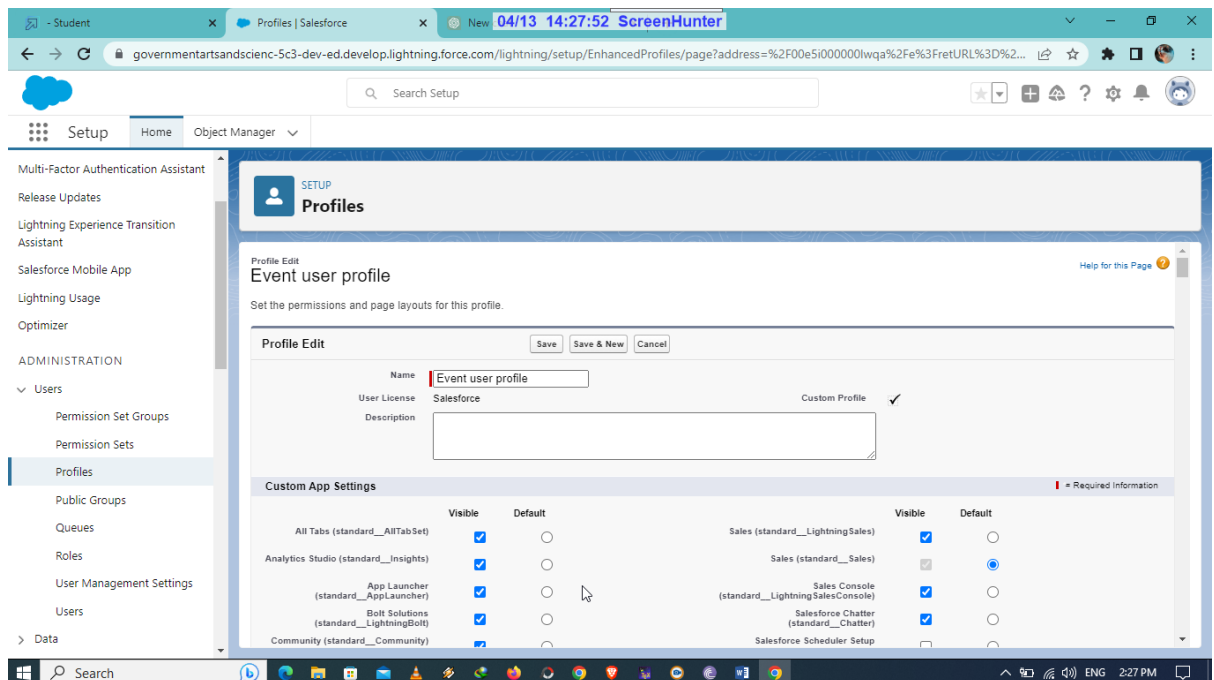 - Student
Profiles | Salesforce
New
04/13 14:27:52 ScreenHunter
governmentartsandscienc-5c3-dev-ed.develop.lightning.force.com/lightning/setup/EnhancedProfiles/page?address=%2F00e5i000000lwqa%2Fe%3FretURL%3D%2...
Search Setup
Setup
Home
Object Manager
Multi-Factor Authentication Assistant
Release Updates
Lightning Experience Transition
Assistant
Salesforce Mobile App
Lightning Usage
Optimizer
ADMINISTRATION
Users
Permission Set Groups
Permission Sets
Profiles
Public Groups
Queues
Roles
User Management Settings
Users
Data
SETUP
Profiles
Profile Edit
Event user profile
Help for this Page
Set the permissions and page layouts for this profile.
Profile Edit
Save
Save & New
Cancel
Name
Event user profile
User License
Salesforce
Custom Profile
Description
Custom App Settings
= Required Information
Visible Default
Visible Default
All Tabs (standard__AllTabSet)
Sales (standard__LightningSales)
Analytics Studio (standard__Insights)
Sales (standard__Sales)
App Launcher
(standard__AppLauncher)
Sales Console
(standard__LightningSalesConsole)
Bolt Solutions
(standard__LightningBolt)
Salesforce Chatter
(standard__Chatter)
Community (standard__Community)
Salesforce Scheduler Setup
Search
ENG 2:27 PM